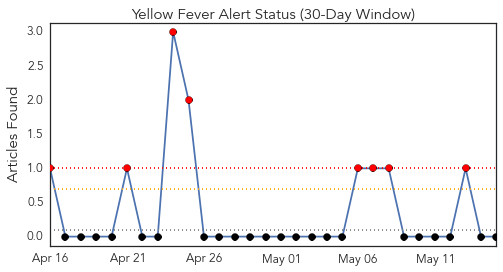 Yellow Fever Alert Status (30-Day Window)
Articles Found
3.0
2.5
2.0
1.5
1.0
0.5
0.0
Apr 16
Apr 21
Apr 26
May 01
May 06
May 11